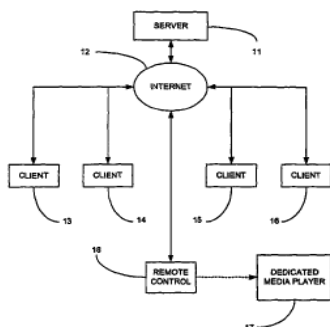 SERVER
12
11
INTERNET
CLIENT
CLIENT
CLIENT
CLIENT
13
14
15
16
18
REMOTE
CONTROL
DEDICATED
MEDIA PLAYER
17